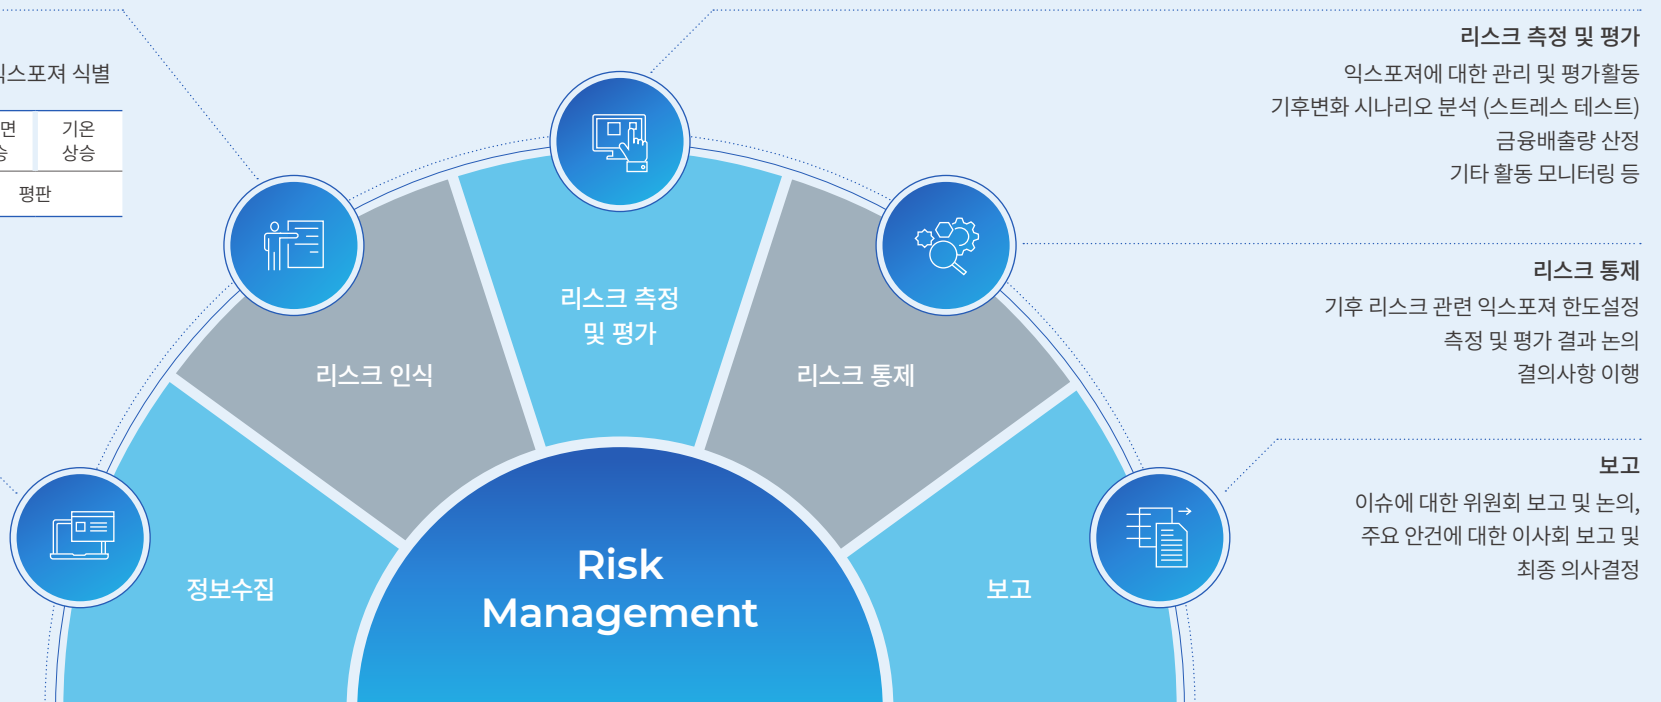 익스포져 식별
기온
상승
평판
리스크 측정 및 평가
익스포져에 대한 관리 및 평가활동
기후변화 시나리오 분석 (스트레스 테스트)
금융배출량 산정
기타 활동 모니터링 등
리스크 통제
기후 리스크 관련 익스포져 한도설정
측정 및 평가 결과 논의
결의사항 이행
보고
이슈에 대한 위원회 보고 및 논의,
주요 안건에 대한 이사회 보고 및
최종 의사결정
정보수집
리스크 인식
리스크 측정
및 평가
리스크 통제
보고
Risk
Management